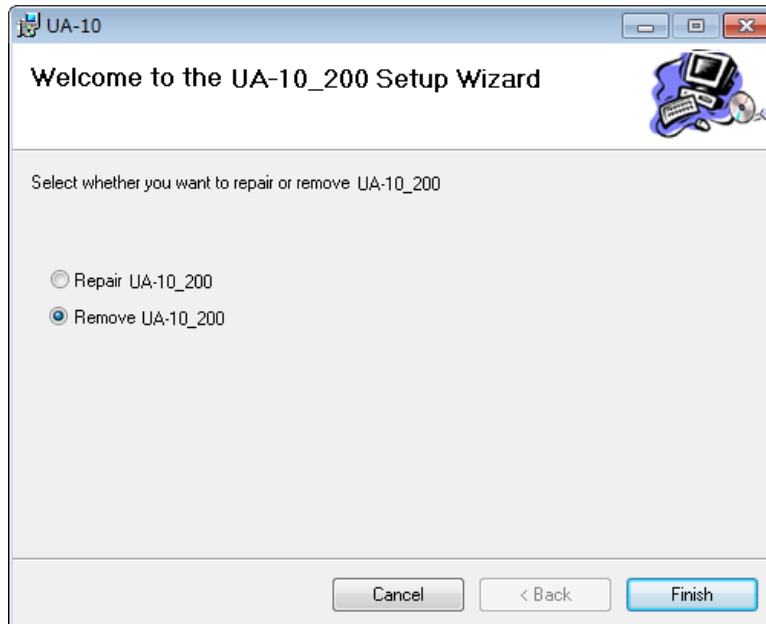 UA-10
Welcome to the UA-10_200 Setup Wizard
Select whether you want to repair or remove UA-10_200
Repair UA-10_200
Remove UA-10_200
Cancel
< Back
Finish